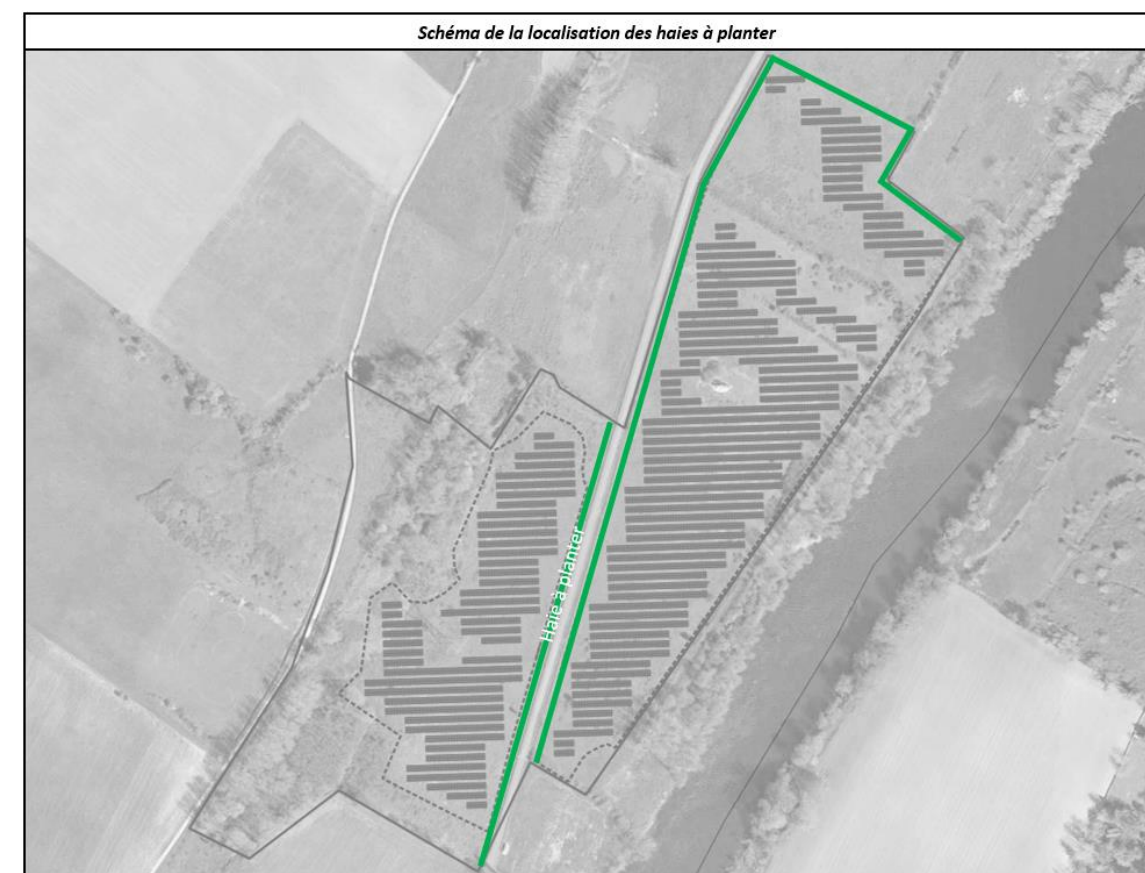 Schéma de la localisation des haies à planter
Haie à planter